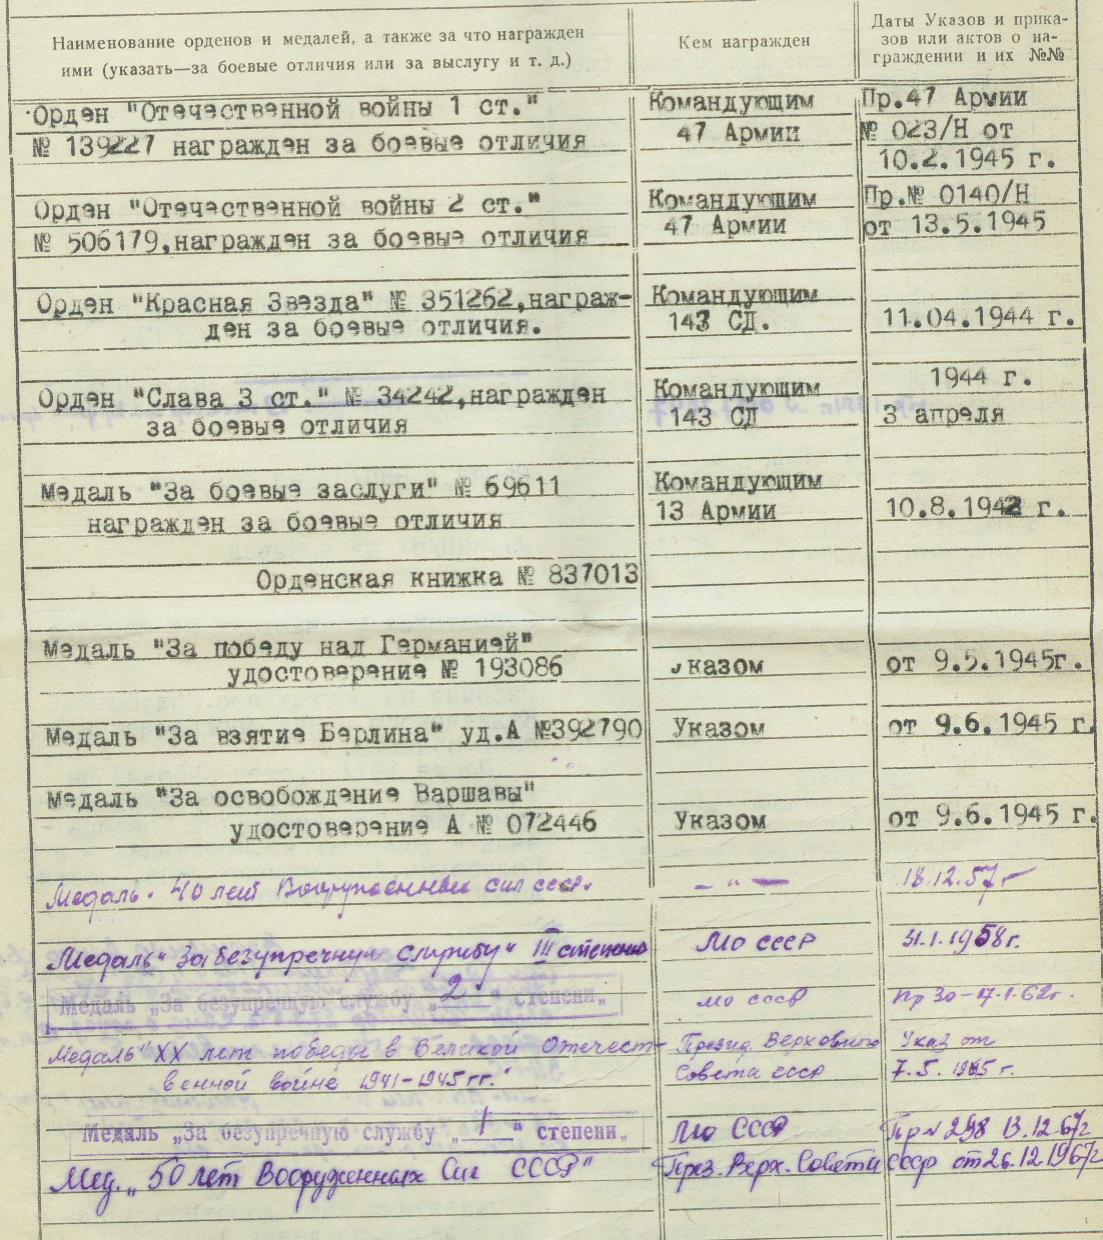 Наименование орденов и медалей, а также за что награжден
ими (указать—за боевые отличия или за выслугу и т. д.)
Кем награжден
Даты Указов и прика-
зов или актов о на-
граждении и их №№
Орден "Отечественной войны 1 ст."
№ 139227 награжден за боевые отличия
Командующим
47 Армии
Пр.47 Армии
№ 023/Н от
10.2.1945 г.
Орден "Отечественной войны 2 ст."
№ 506179,награжден за боевые отличия
Командующим
47 Армии
Пр.№ 0140/Н
от 13.5.1945
Орден "Красная Звезда" № 351262,награж-
ден за боевые отличия.
Командующим
143 СД.
11.04.1944 г.
Орден "Слава 3 ст." № 34242,награжден
за боевые отличия
Командующим
143 СД
1944 г.
3 апреля
Медаль "За боевые заслуги" № 69611
награжден за боевые отличия
Командующим
13 Армии
10.8.1942 г.
Орденская книжка № 837013
Медаль "За победу над Германией"
удостоверение № 193086
Указом
от 9.5.1945г.
Медаль "За взятие Берлина" уд.А №392790
Указом
от 9.6.1945 г.
Медаль "За освобождение Варшавы"
удостоверение А № 072446
Указом
от 9.6.1945 г.
Медаль. 40 лет Вооруженных сил ссср.
– " –
18.12.57г
Медаль "За безупречную службу" III степени
МО ссср
31.1.1958г.
Медаль „За безупречную службу „2" степени„
МО ссср
Пр 30-17.1.62г.
Медаль "XX лет победы в Великой Отечест-
венной войне 1941-1945 гг."
Презид. Верховного
Совета ссср
Указ от
7.5.1965 г.
Медаль „За безупречную службу „1" степени„
МО СССР
Пр № 298 13.12.67г
Мед. „50 лет Вооруженных Сил СССР"
През. Верх. Совета СССР от 26.12.1967г